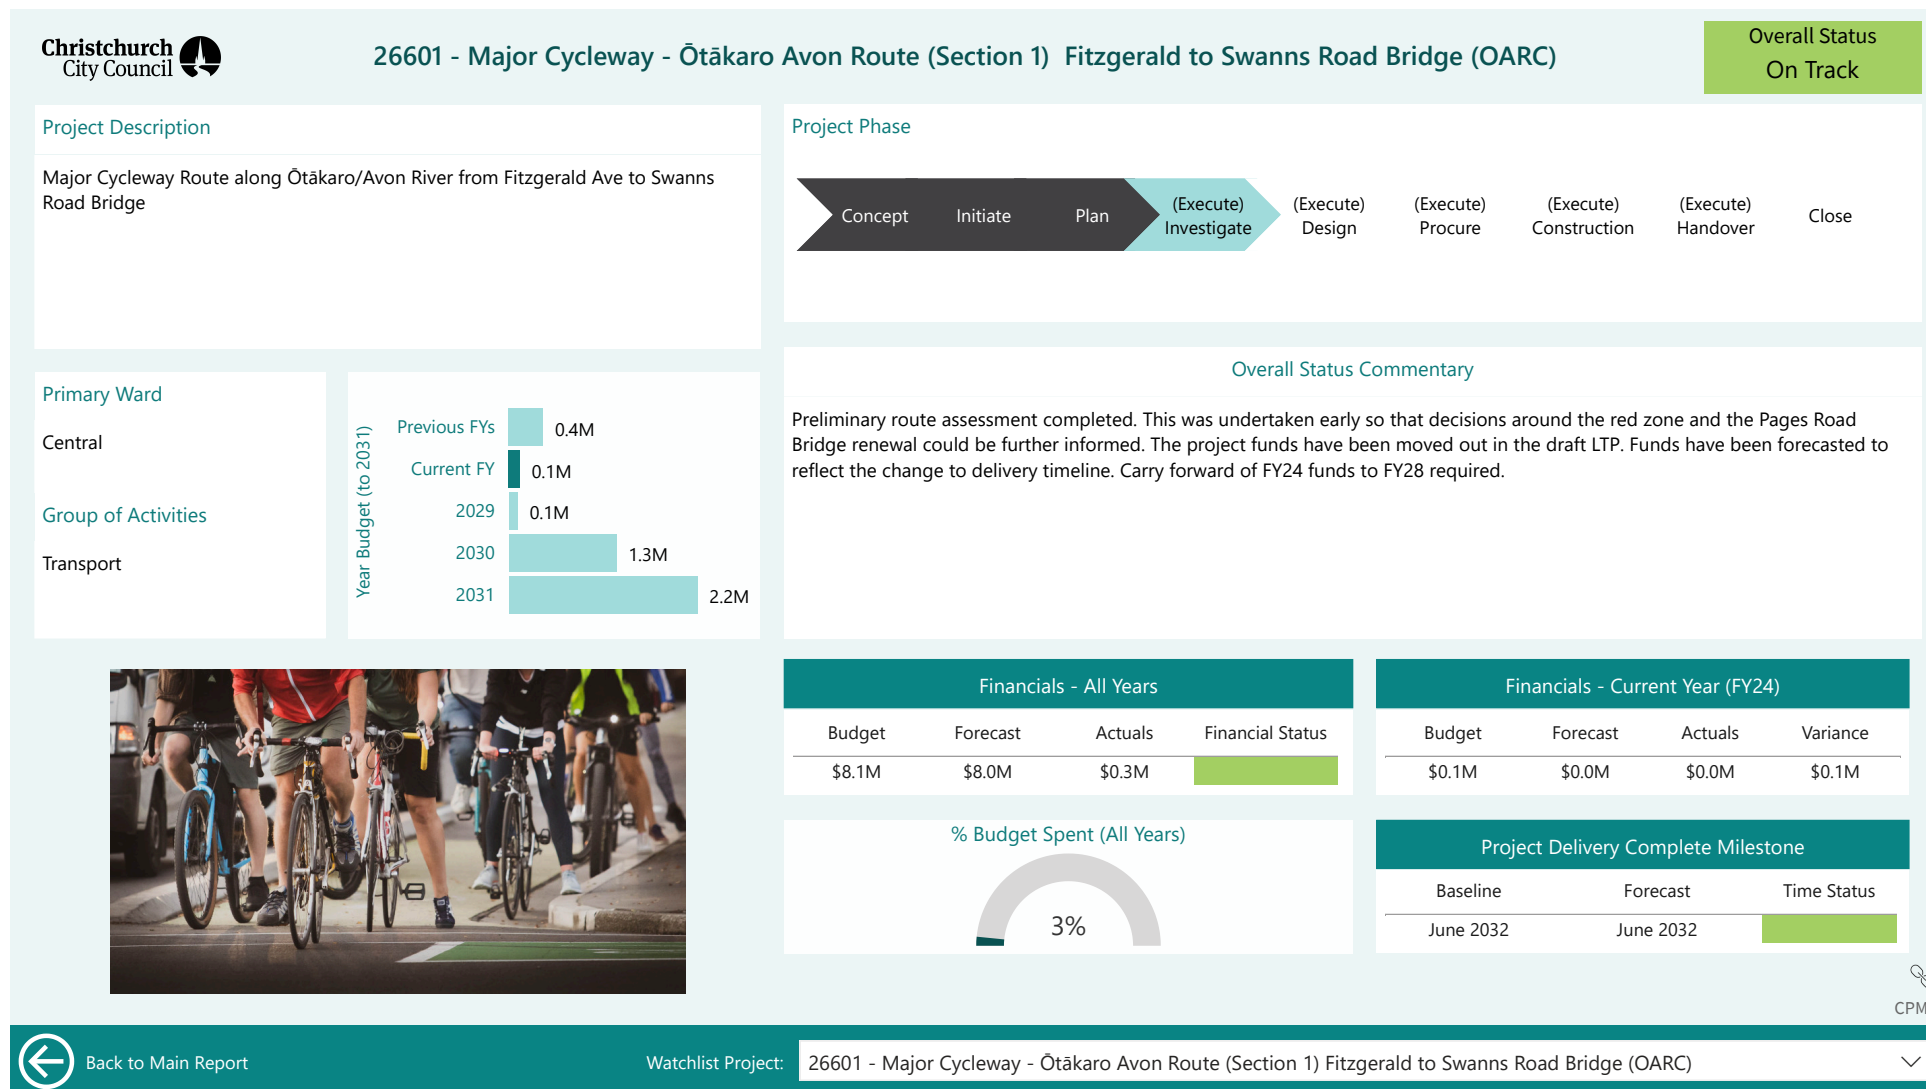 Christchurch
City Council
26601 - Major Cycleway - Ōtākaro Avon Route (Section 1)  Fitzgerald to Swanns Road Bridge (OARC)
Overall Status
On Track
Project Description
Major Cycleway Route along Ōtākaro/Avon River from Fitzgerald Ave to Swanns
Road Bridge
Project Phase
Concept
Initiate
Plan
(Execute)
Investigate
(Execute)
Design
(Execute)
Procure
(Execute)
Construction
(Execute)
Handover
Close
Primary Ward
Central
Group of Activities
Transport
Year Budget (to 2031)
Previous FYs 0.4M
Current FY 0.1M
2029 0.1M
2030 1.3M
2031 2.2M
Overall Status Commentary
Preliminary route assessment completed. This was undertaken early so that decisions around the red zone and the Pages Road
Bridge renewal could be further informed. The project funds have been moved out in the draft LTP. Funds have been forecasted to
reflect the change to delivery timeline. Carry forward of FY24 funds to FY28 required.
Financials - All Years
Budget Forecast Actuals Financial Status
$8.1M $8.0M $0.3M
Financials - Current Year (FY24)
Budget Forecast Actuals Variance
$0.1M $0.0M $0.0M $0.1M
% Budget Spent (All Years)
3%
Project Delivery Complete Milestone
Baseline Forecast Time Status
June 2032 June 2032
CPM
Back to Main Report
Watchlist Project: 26601 - Major Cycleway - Ōtākaro Avon Route (Section 1) Fitzgerald to Swanns Road Bridge (OARC)